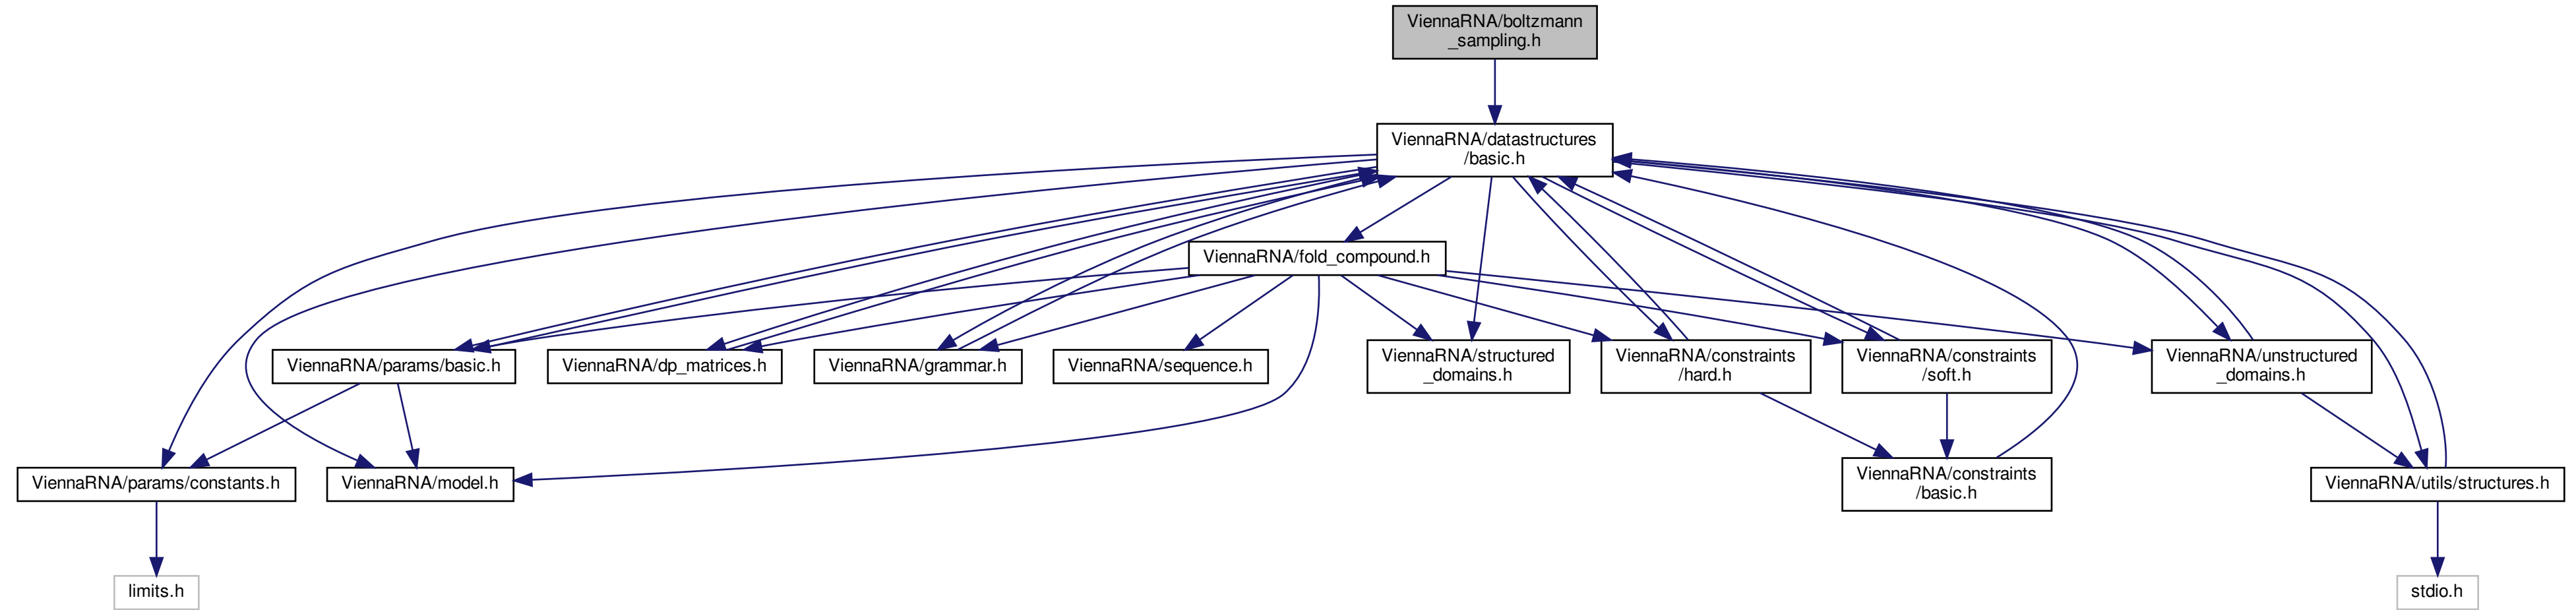 ViennaRNA/boltzmann
_sampling.h
ViennaRNA/datastructures
/basic.h
ViennaRNA/fold_compound.h
ViennaRNA/params/basic.h
ViennaRNA/dp_matrices.h
ViennaRNA/grammar.h
ViennaRNA/sequence.h
ViennaRNA/structured
_domains.h
ViennaRNA/constraints
/hard.h
ViennaRNA/constraints
/soft.h
ViennaRNA/unstructured
_domains.h
ViennaRNA/params/constants.h
ViennaRNA/model.h
ViennaRNA/constraints
/basic.h
ViennaRNA/utils/structures.h
limits.h
stdio.h